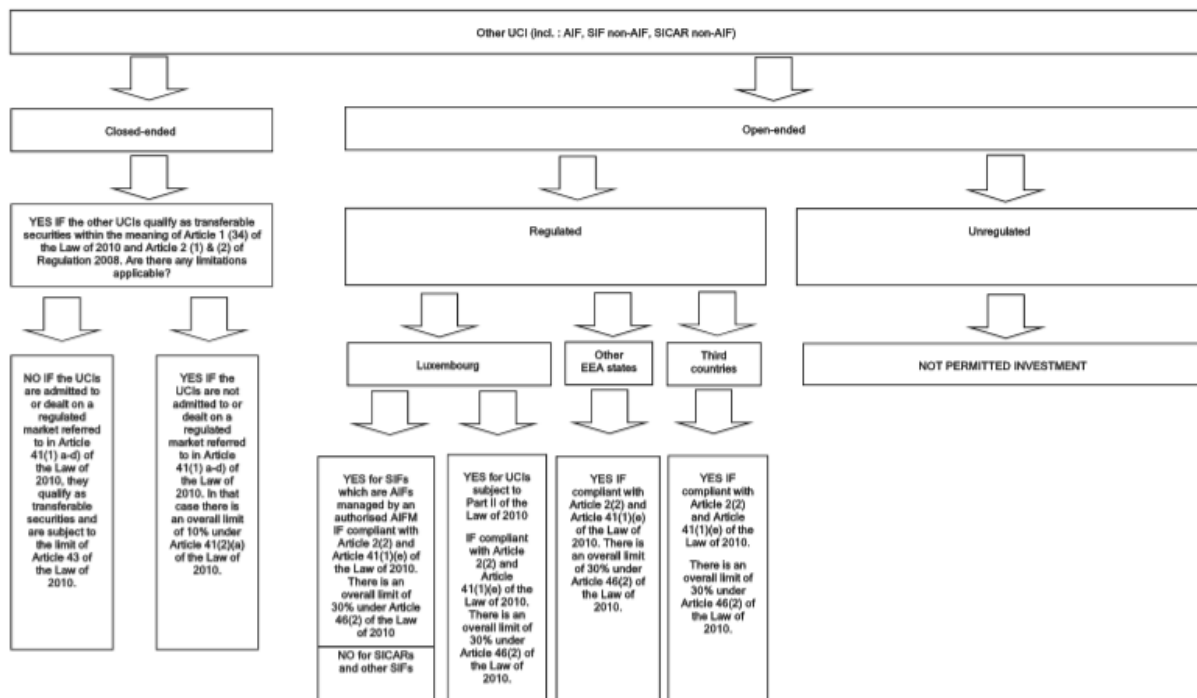 Other UCI (incl. : AIF, SIF non-AIF, SICAR non-AIF)
Closed-ended
Open-ended
YES IF the other UCIs qualify as transferable
securities within the meaning of Article 1 (34) of
the Law of 2010 and Article 2 (1) & (2) of
Regulation 2008. Are there any limitations
applicable?
Regulated
Unregulated
NO IF the UCIs
are admitted to
or dealt on a
regulated
market referred
to in Article
41(1) a-d) of
the Law of
2010, they
qualify as
transferable
securities and
are subject to
the limit of
Article 43 of
the Law of
2010.
YES IF the
UCIs are not
admitted to or
dealt on a
regulated
market referred
to in Article
41(1) a-d) of
the Law of
2010. In that
case there is
an overall limit
of 10% under
Article 41(2)(a)
of the Law of
2010.
Luxembourg
Other
EEA states
Third
countries
NOT PERMITTED INVESTMENT
YES for SIFs
which are AIFs
managed by an
authorised AIFM
IF compliant with
Article 2(2) and
Article 41(1)(e) of
the Law of 2010.
There is an
overall limit of
30% under Article
46(2) of the Law of
2010
NO for SICARs
and other SIFs
YES for UCIs
subject to
Part II of the
Law of 2010
IF compliant
with Article
2(2) and
Article
41(1)(e) of the
Law of 2010.
There is an
overall limit of
30% under
Article 46(2) of
the Law of
2010.
YES IF
compliant with
Article 2(2) and
Article 41(1)(e)
of the Law of
2010. There is
an overall limit
of 30% under
Article 46(2) of
the Law of
2010.
YES IF
compliant with
Article 2(2)
and Article
41(1)(e) of the
Law of 2010.
There is an
overall limit of
30% under
Article 46(2) of
the Law of
2010.